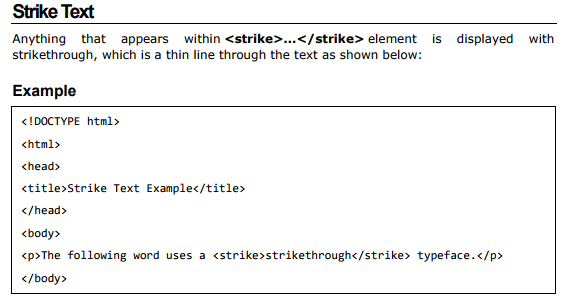 Strike Text
Anything that appears within <strike>...</strike> element is displayed with
strikethrough, which is a thin line through the text as shown below:
Example
<!DOCTYPE html>
<html>
<head>
<title>Strike Text Example</title>
</head>
<body>
<p>The following word uses a <strike>strikethrough</strike> typeface.</p>
</body>